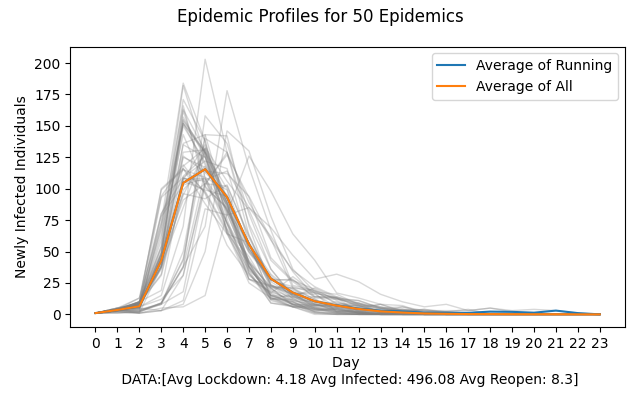 Epidemic Profiles for 50 Epidemics
Newly Infected Individuals
200
175
150
125
100
75
50
25
0
Average of Running
Average of All
0 1 2 3 4 5 6 7 8 9 10 11 12 13 14 15 16 17 18 19 20 21 22 23
Day
DATA:[Avg Lockdown: 4.18 Avg Infected: 496.08 Avg Reopen: 8.3]